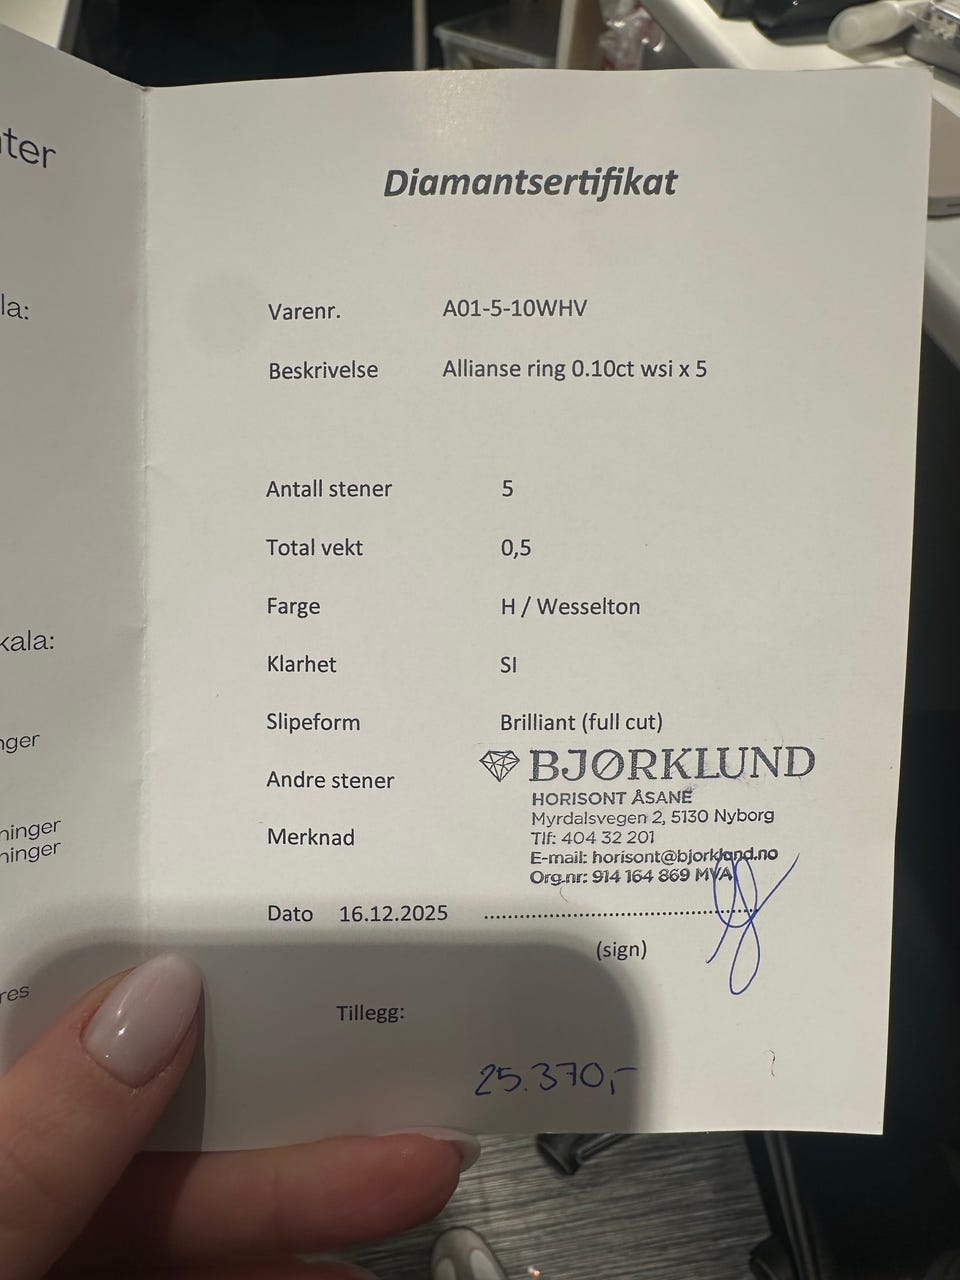 ter
la:
kala:
nger
ninger
ninger
res
Diamantsertifikat
Varenr. A01-5-10WHV
Beskrivelse Allianse ring 0.10ct wsi x 5
Antall stener 5
Total vekt 0,5
Farge H / Wesselton
Klarhet SI
Slipeform Brilliant (full cut)
Andre stener
Merknad
BJØRKLUND
HORISONT ÅSANE
Myrdalsvegen 2, 5130 Nyborg
Tlf: 404 32 201
E-mail: horisont@bjorklund.no
Org.nr: 914 164 869 MVA
Dato 16.12.2025
(sign)
Tillegg:
25.370,-